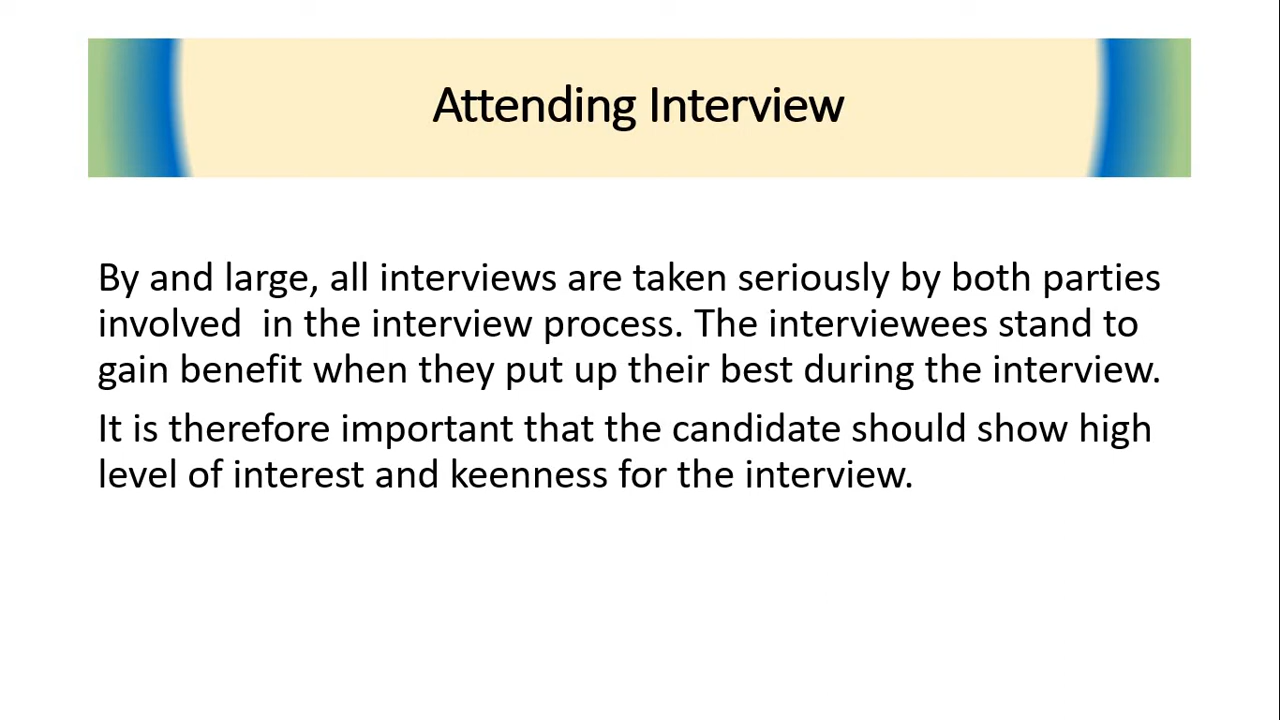 Attending Interview
By and large, all interviews are taken seriously by both parties
involved  in the interview process. The interviewees stand to
gain benefit when they put up their best during the interview.
It is therefore important that the candidate should show high
level of interest and keenness for the interview.